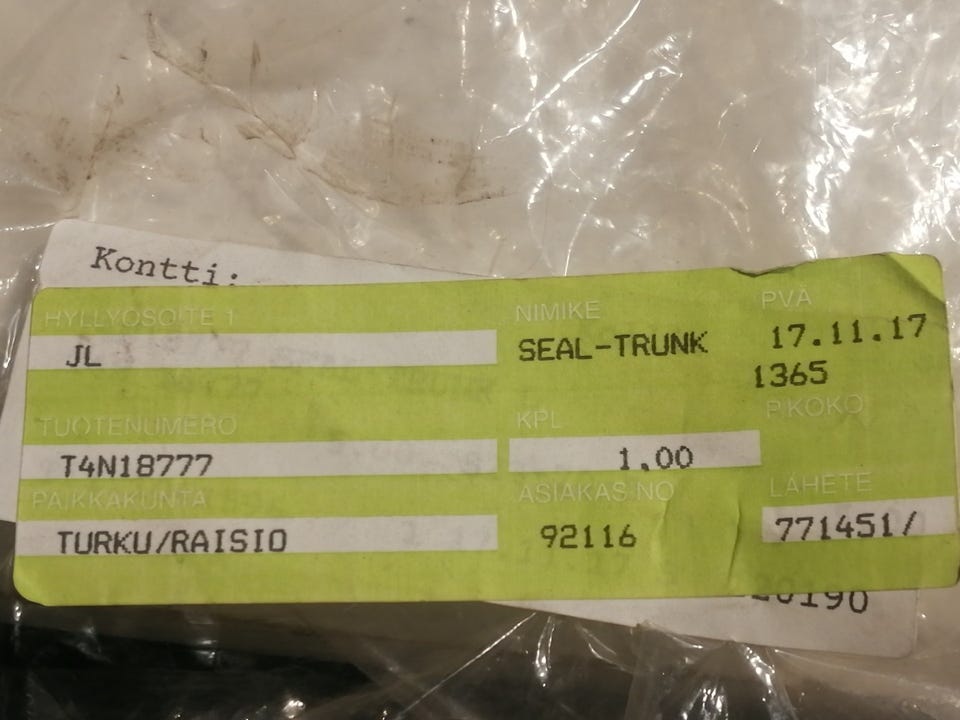 Kontti:
HYLLYOSOITE 1
NIMIKE
PVÄ
JL
SEAL-TRUNK
17.11.17
1365
TUOTENUMERO
KPL
P.KOKO
T4N18777
1,00
PAIKKAKUNTA
ASIAKAS NO
LÄHETE
TURKU/RAISIO
92116
771451/